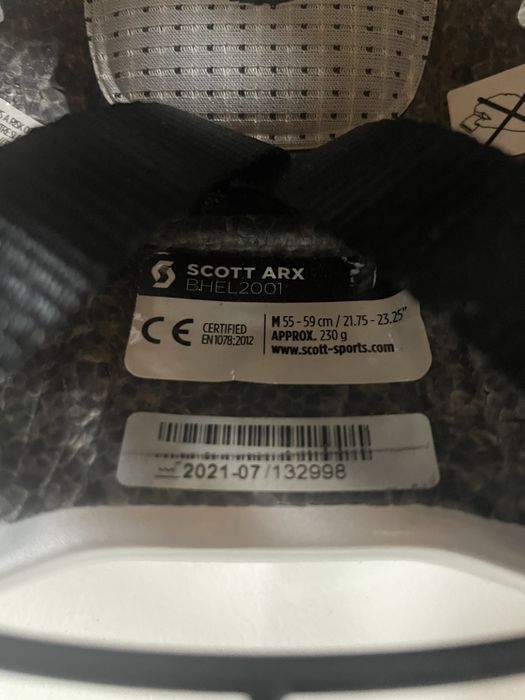 S A RISK O
SCOTT ARX
BHEL2001
CE CERTIFIED EN1078:2012
M 55 - 59 cm / 21.75 - 23.25"
APPROX. 230 g
www.scott-sports.com
2021-07/132998